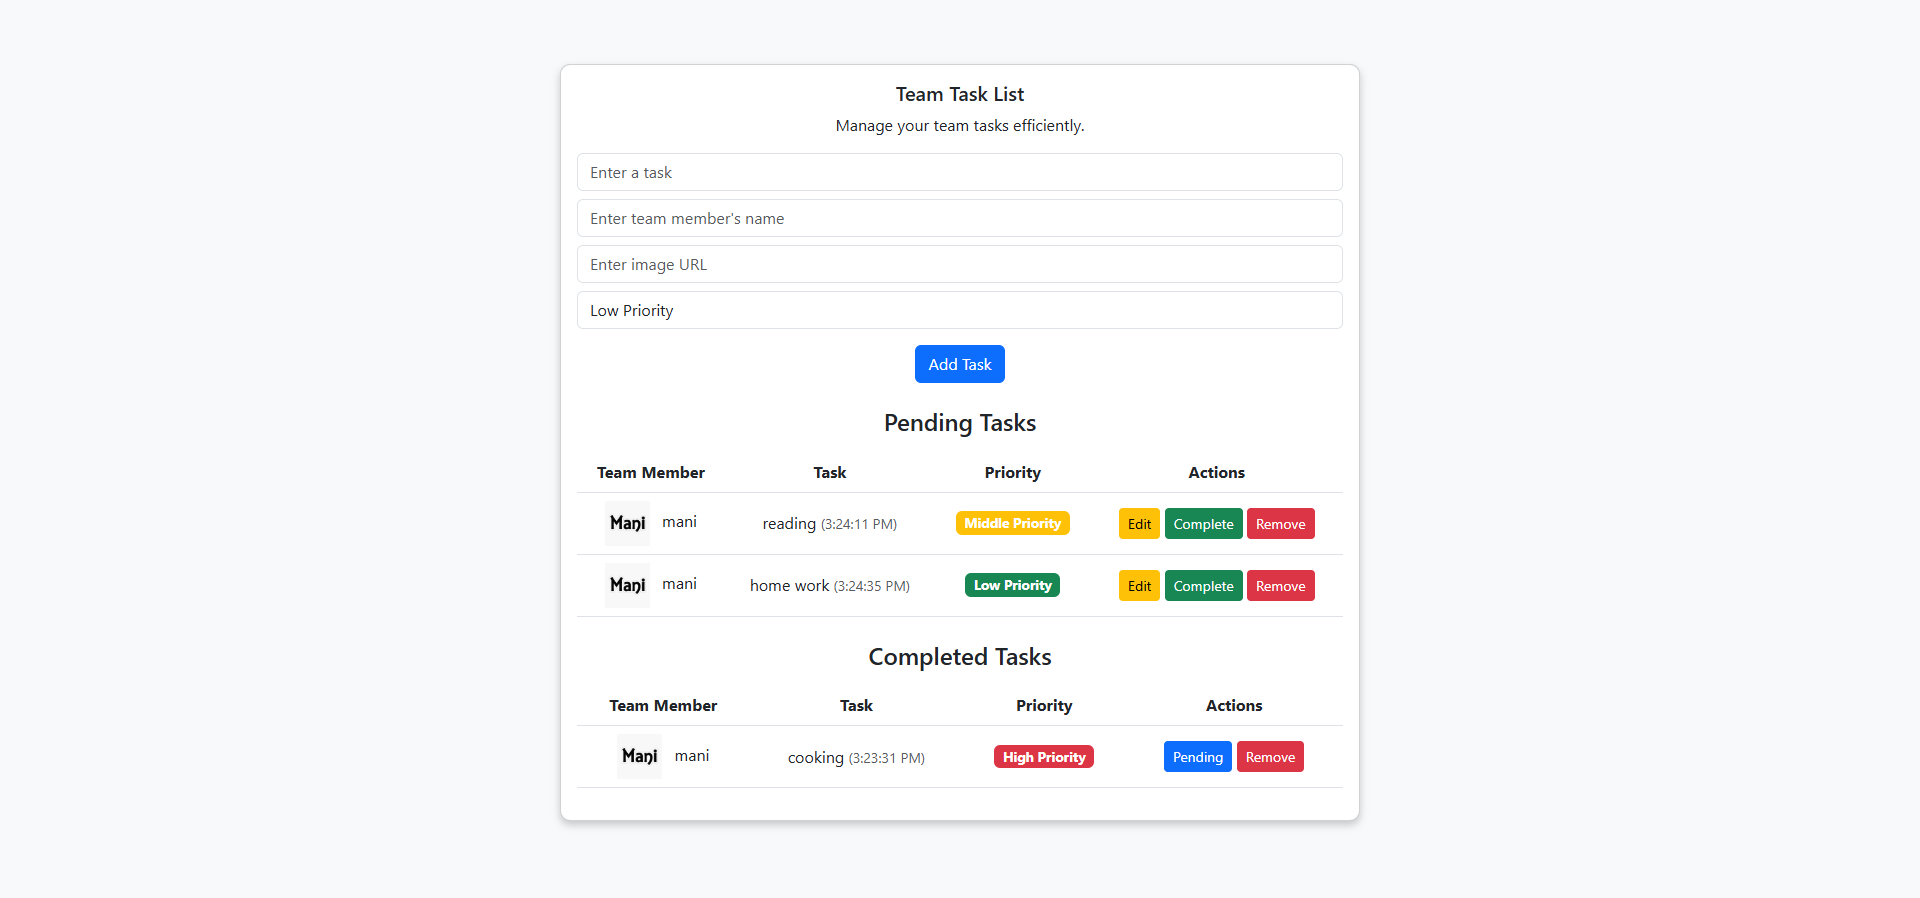 Team Task List
Manage your team tasks efficiently.
Enter a task
Enter team member's name
Enter image URL
Low Priority
Add Task
Pending Tasks
Team Member Task Priority Actions
Mani mani reading (3:24:11 PM) Middle Priority Edit Complete Remove
Mani mani home work (3:24:35 PM) Low Priority Edit Complete Remove
Completed Tasks
Team Member Task Priority Actions
Mani mani cooking (3:23:31 PM) High Priority Pending Remove